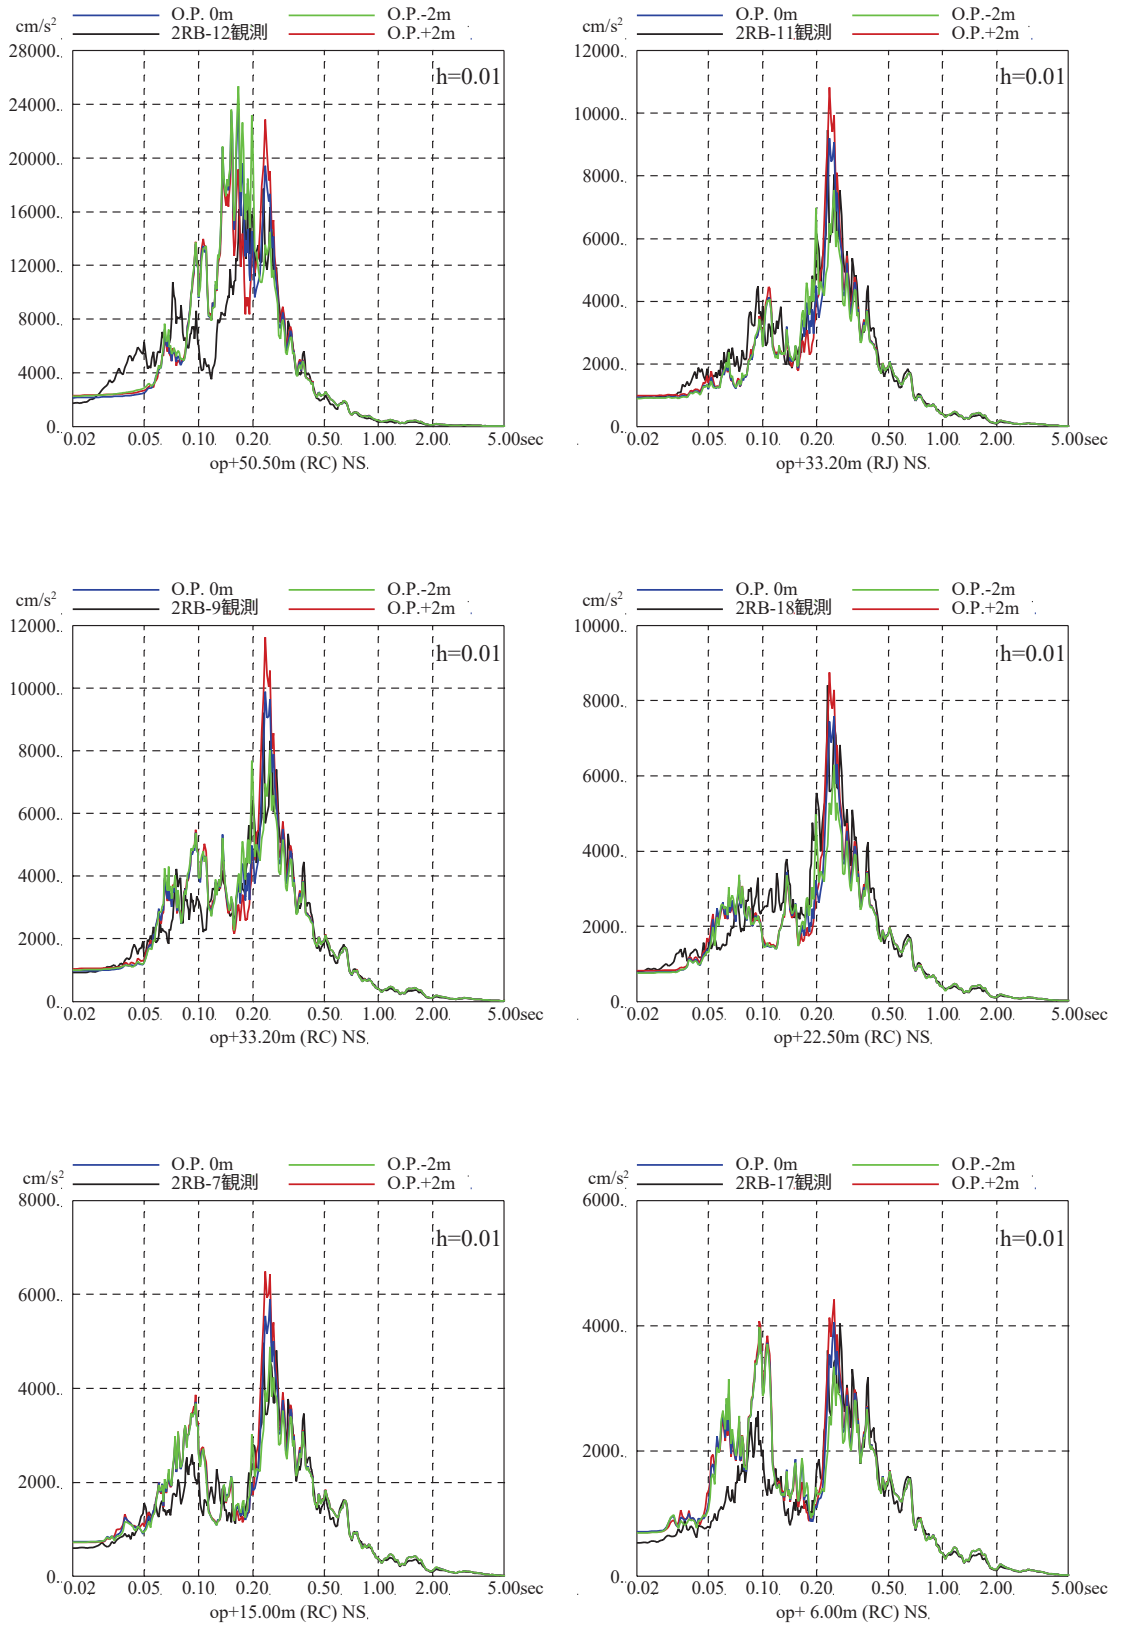 O.P. 0m O.P.-2m
cm/s² 2RB-12観測 O.P.+2m
28000.
h=0.01
24000.
20000.
16000.
12000.
8000.
4000.
0.
0.02 0.05 0.10 0.20 0.50 1.00 2.00 5.00sec
op+50.50m (RC) NS
O.P. 0m O.P.-2m
cm/s² 2RB-11観測 O.P.+2m
12000.
h=0.01
10000.
8000.
6000.
4000.
2000.
0.
0.02 0.05 0.10 0.20 0.50 1.00 2.00 5.00sec
op+33.20m (RJ) NS
O.P. 0m O.P.-2m
cm/s² 2RB-9観測 O.P.+2m
12000.
h=0.01
10000.
8000.
6000.
4000.
2000.
0.
0.02 0.05 0.10 0.20 0.50 1.00 2.00 5.00sec
op+33.20m (RC) NS
O.P. 0m O.P.-2m
cm/s² 2RB-18観測 O.P.+2m
10000.
h=0.01
8000.
6000.
4000.
2000.
0.
0.02 0.05 0.10 0.20 0.50 1.00 2.00 5.00sec
op+22.50m (RC) NS
O.P. 0m O.P.-2m
cm/s² 2RB-7観測 O.P.+2m
8000.
h=0.01
6000.
4000.
2000.
0.
0.02 0.05 0.10 0.20 0.50 1.00 2.00 5.00sec
op+15.00m (RC) NS
O.P. 0m O.P.-2m
cm/s² 2RB-17観測 O.P.+2m
6000.
h=0.01
4000.
2000.
0.
0.02 0.05 0.10 0.20 0.50 1.00 2.00 5.00sec
op+ 6.00m (RC) NS